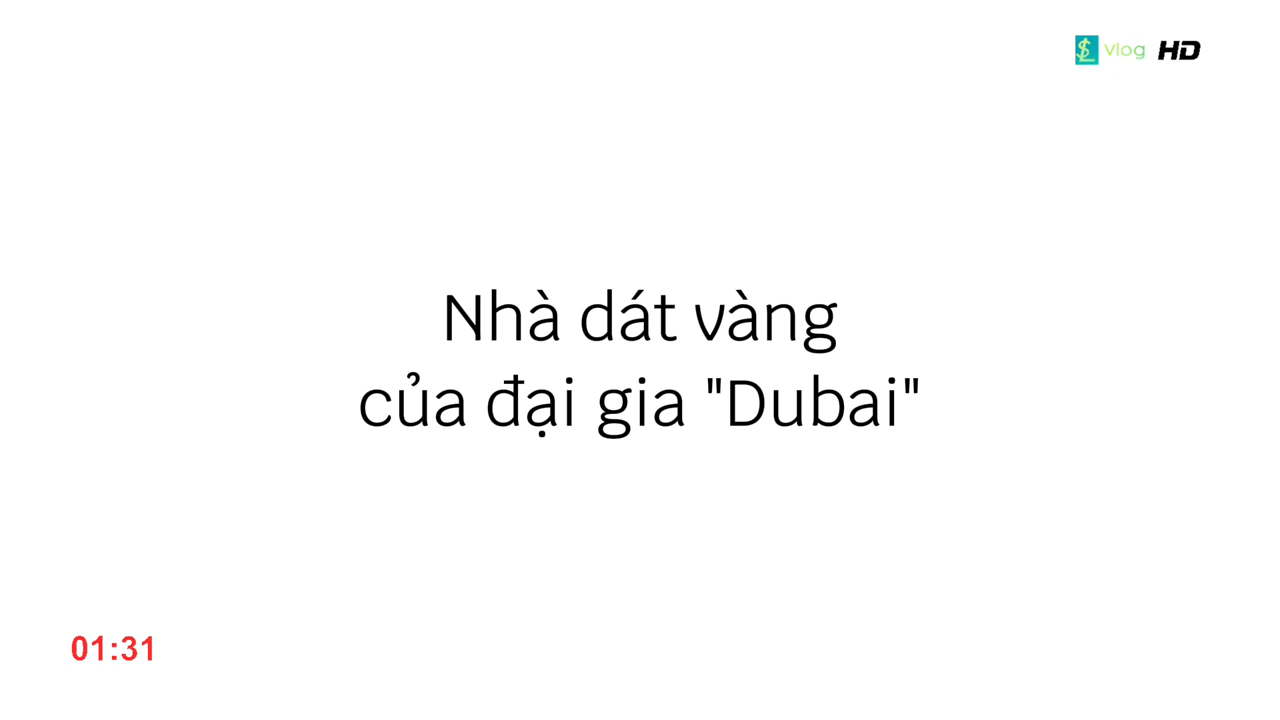 Vlog HD
Nhà dát vàng
của đại gia "Dubai"
01:31